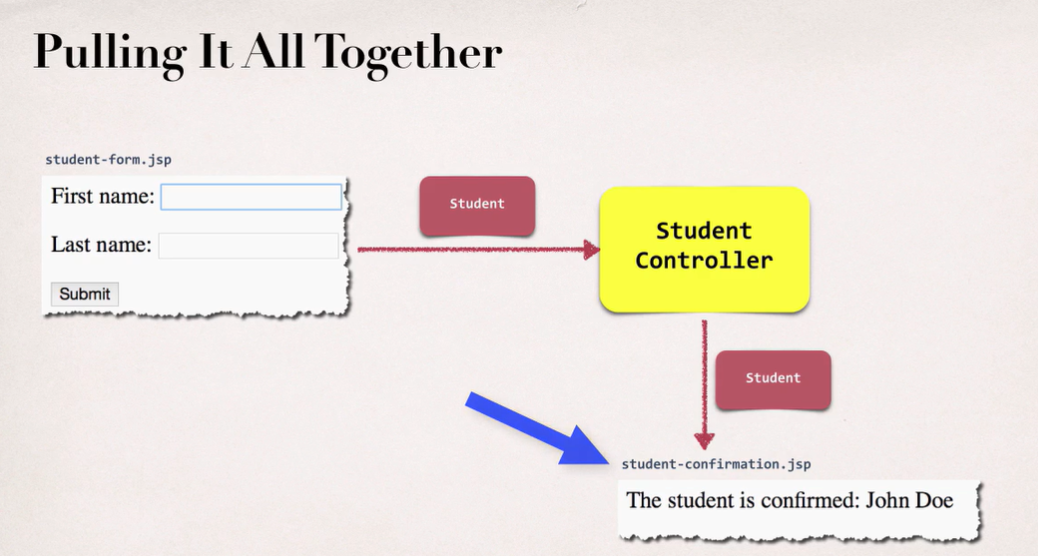 Pulling It All Together
student-form.jsp
First name:
Last name:
Submit
Student
Student
Controller
Student
student-confirmation.jsp
The student is confirmed: John Doe